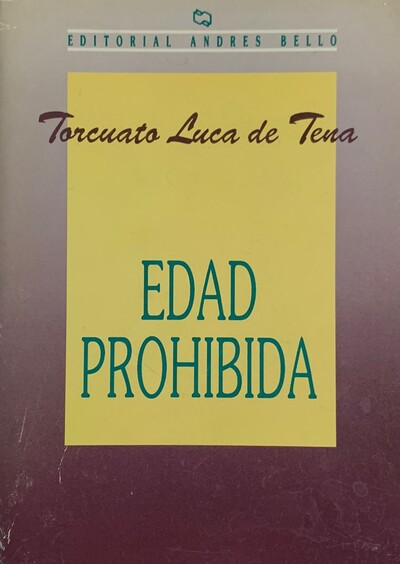 EDITORIAL ANDRES BELLO
Torcuato Luca de Tena
EDAD
PROHIBIDA